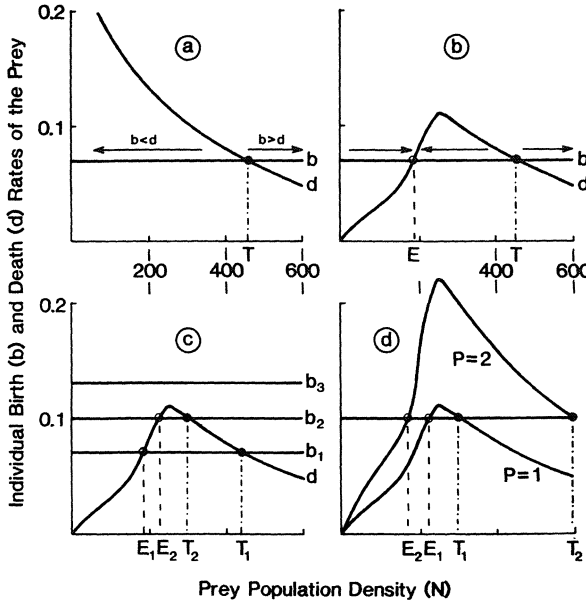 Individual Birth (b) and Death (d) Rates of the Prey
0.2
0.1
a
b<d
b>d
b
d
T
200
400
600
b
b
d
E
T
400
600
0.2
0.1
c
b₃
b₂
b₁
d
E₁ E₂ T₂ T₁
d
P=2
P=1
E₂ E₁ T₁ T₂
Prey Population Density (N)